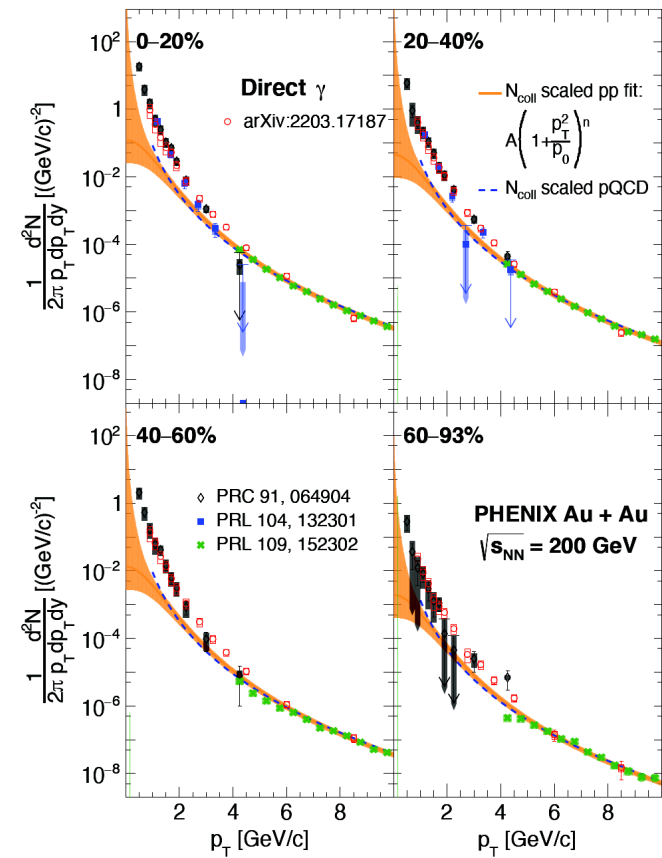 0–20%
Direct γ
arXiv:2203.17187
20–40%
N_coll scaled pp fit:
A(1+p_T^2/p_0)^n
N_coll scaled pQCD
10^2
1
10^−2
10^−4
10^−6
10^−8
1/2π d^2N/p_T dp_T dy [(GeV/c)^−2]
40–60%
PRC 91, 064904
PRL 104, 132301
PRL 109, 152302
60–93%
PHENIX Au + Au
√s_NN = 200 GeV
10^2
1
10^−2
10^−4
10^−6
10^−8
1/2π d^2N/p_T dp_T dy [(GeV/c)^−2]
2 4 6 8
0 2 4 6 8
p_T [GeV/c]
p_T [GeV/c]